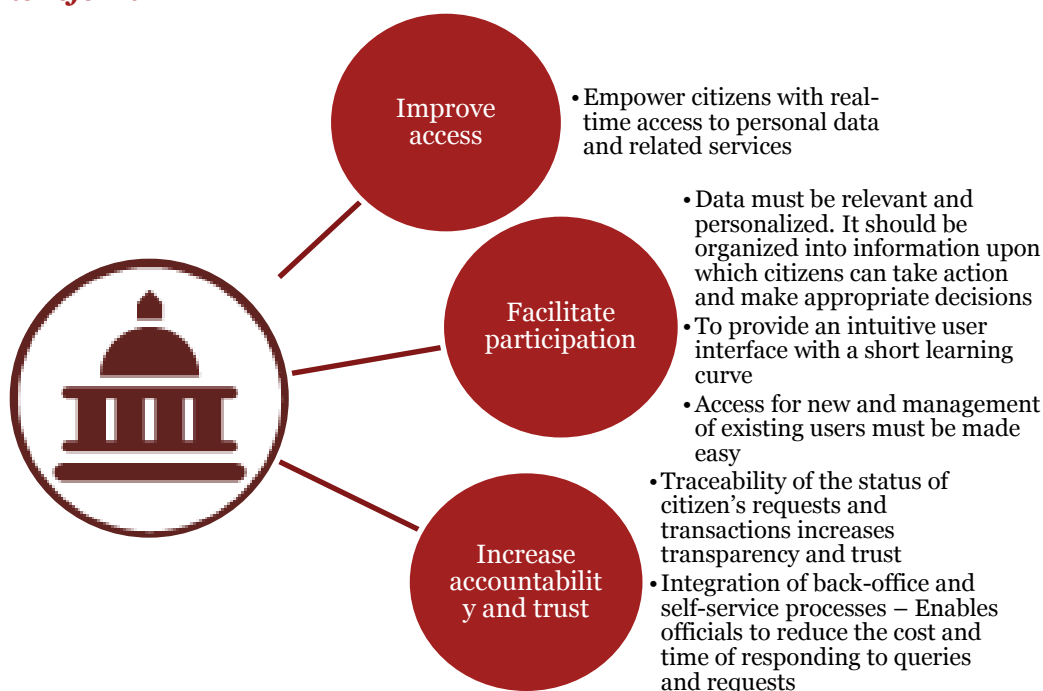 Improve
access
• Empower citizens with real-
time access to personal data
and related services
Facilitate
participation
• Data must be relevant and
personalized. It should be
organized into information upon
which citizens can take action
and make appropriate decisions
• To provide an intuitive user
interface with a short learning
curve
• Access for new and management
of existing users must be made
easy
Increase
accountabilit
y and trust
• Traceability of the status of
citizen’s requests and
transactions increases
transparency and trust
• Integration of back-office and
self-service processes – Enables
officials to reduce the cost and
time of responding to queries
and requests